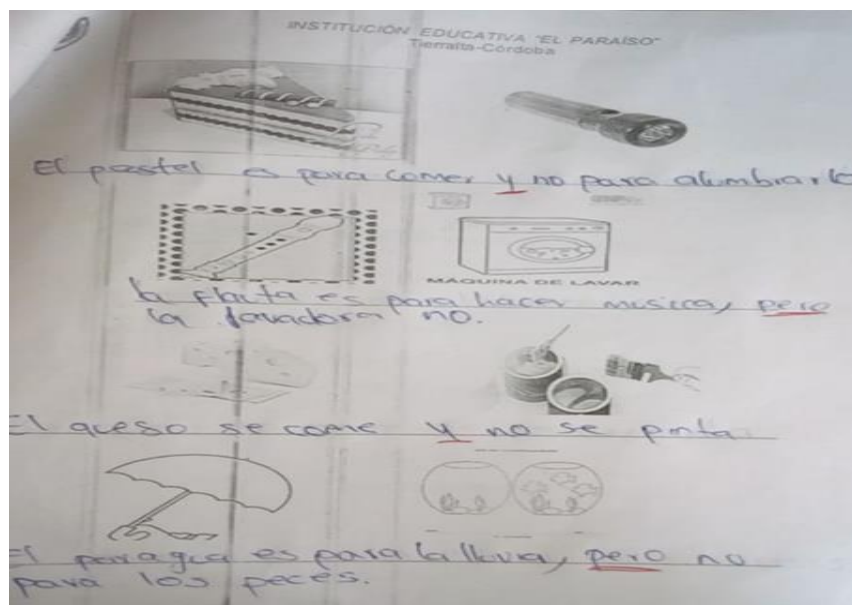 INSTITUCIÓN EDUCATIVA "EL PARAÍSO"
Tierralta-Córdoba
El pastel es para comer y no para alumbrarlo
MAQUINA DE LAVAR
la flauta es para hacer musica, pero
la lavadora no.
El queso se come y no se pinta
El paragua es para la lluvia, pero no
para los peces.